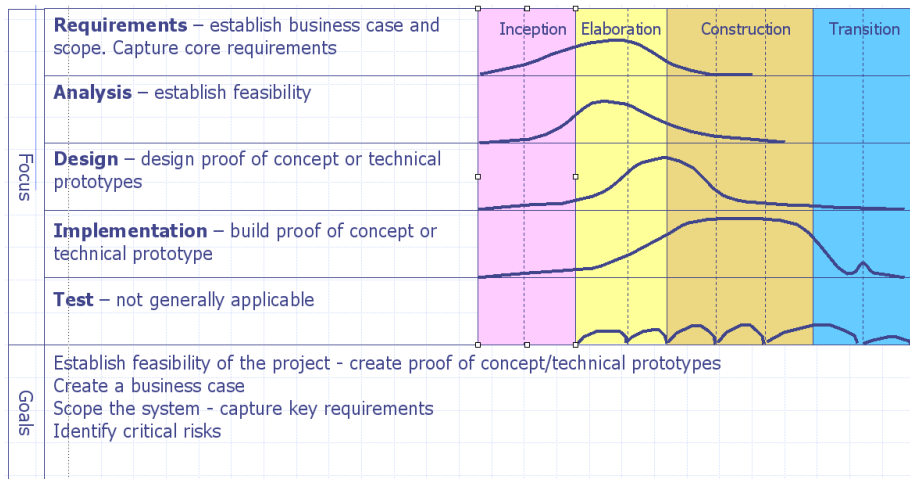 Requirements – establish business case and
scope. Capture core requirements
Inception
Elaboration
Construction
Transition
Analysis – establish feasibility
Focus
Design – design proof of concept or technical
prototypes
Implementation – build proof of concept or
technical prototype
Test – not generally applicable
Goals
Establish feasibility of the project - create proof of concept/technical prototypes
Create a business case
Scope the system - capture key requirements
Identify critical risks